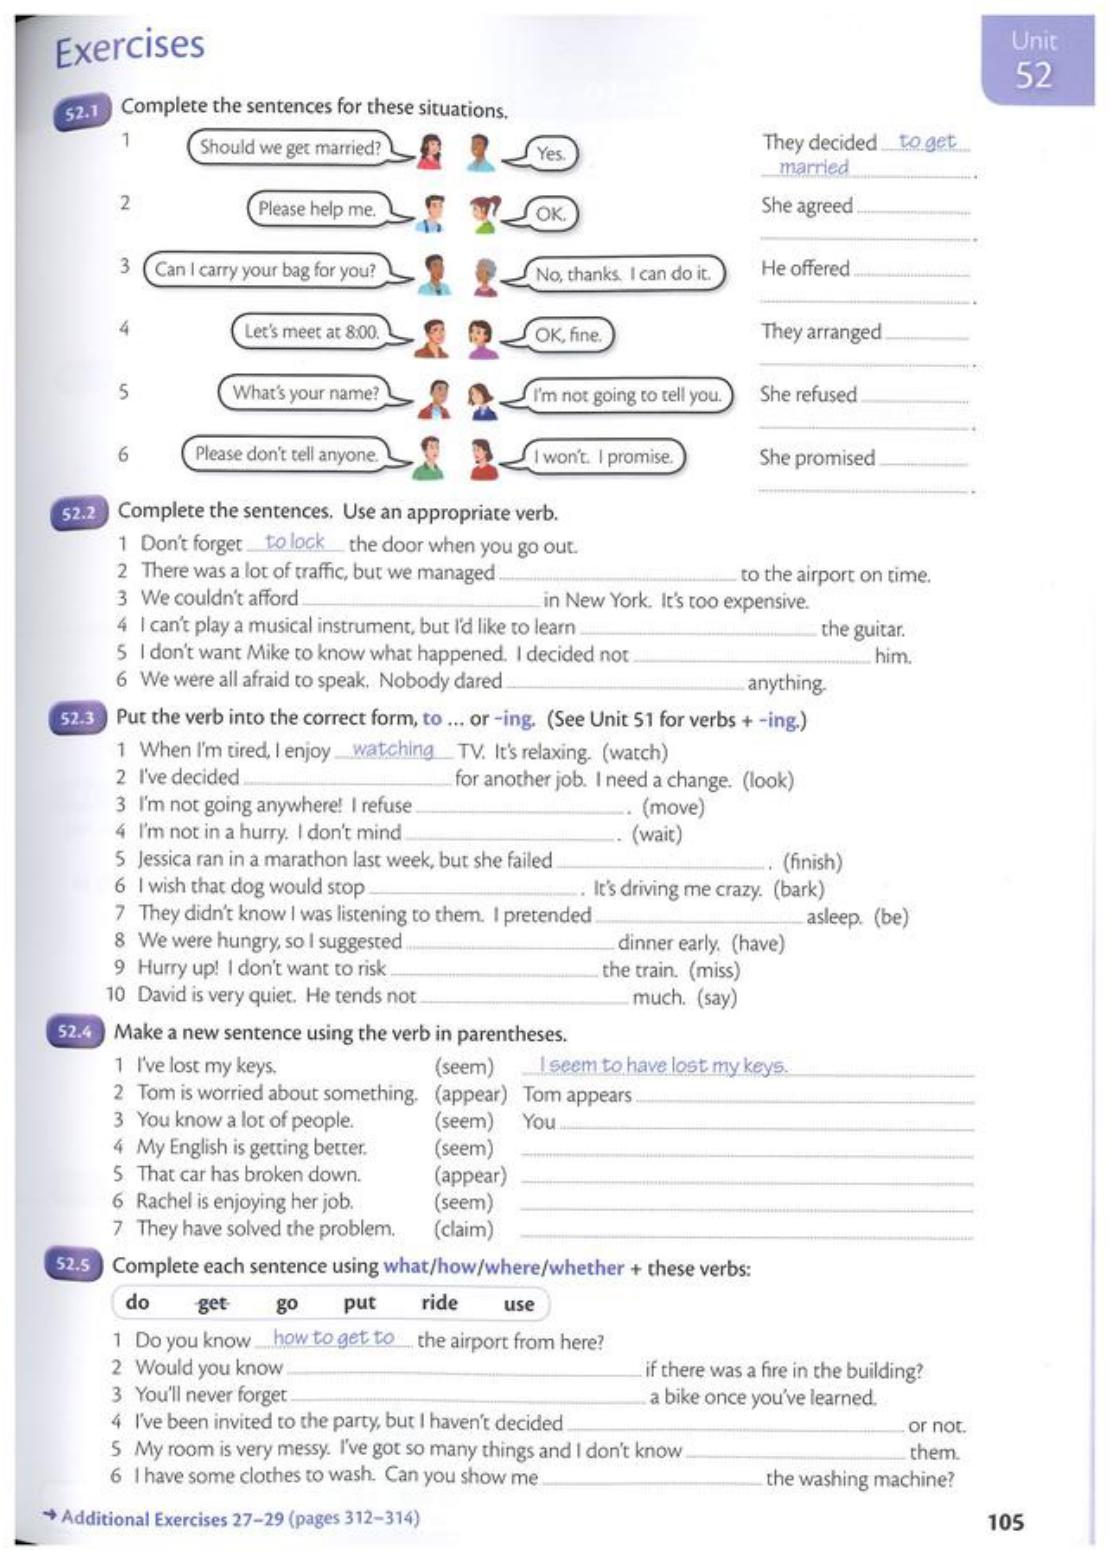 Exercises
Unit
52
52.1 Complete the sentences for these situations.
1 Should we get married? Yes. They decided to get
married .
2 Please help me. OK. She agreed
.
3 Can I carry your bag for you? No, thanks. I can do it. He offered
.
4 Let's meet at 8:00. OK, fine. They arranged
.
5 What's your name? I'm not going to tell you. She refused
.
6 Please don't tell anyone. I won't. I promise. She promised
.
52.2 Complete the sentences. Use an appropriate verb.
1 Don't forget to lock the door when you go out.
2 There was a lot of traffic, but we managed to the airport on time.
3 We couldn't afford in New York. It's too expensive.
4 I can't play a musical instrument, but I'd like to learn the guitar.
5 I don't want Mike to know what happened. I decided not him.
6 We were all afraid to speak. Nobody dared anything.
52.3 Put the verb into the correct form, to ... or -ing. (See Unit 51 for verbs + -ing.)
1 When I'm tired, I enjoy watching TV. It's relaxing. (watch)
2 I've decided for another job. I need a change. (look)
3 I'm not going anywhere! I refuse . (move)
4 I'm not in a hurry. I don't mind . (wait)
5 Jessica ran in a marathon last week, but she failed . (finish)
6 I wish that dog would stop . It's driving me crazy. (bark)
7 They didn't know I was listening to them. I pretended asleep. (be)
8 We were hungry, so I suggested dinner early. (have)
9 Hurry up! I don't want to risk the train. (miss)
10 David is very quiet. He tends not much. (say)
52.4 Make a new sentence using the verb in parentheses.
1 I've lost my keys. (seem) I seem to have lost my keys.
2 Tom is worried about something. (appear) Tom appears
3 You know a lot of people. (seem) You
4 My English is getting better. (seem)
5 That car has broken down. (appear)
6 Rachel is enjoying her job. (seem)
7 They have solved the problem. (claim)
52.5 Complete each sentence using what/how/where/whether + these verbs:
do get go put ride use
1 Do you know how to get to the airport from here?
2 Would you know if there was a fire in the building?
3 You'll never forget a bike once you've learned.
4 I've been invited to the party, but I haven't decided or not.
5 My room is very messy. I've got so many things and I don't know them.
6 I have some clothes to wash. Can you show me the washing machine?
→ Additional Exercises 27–29 (pages 312–314)
105